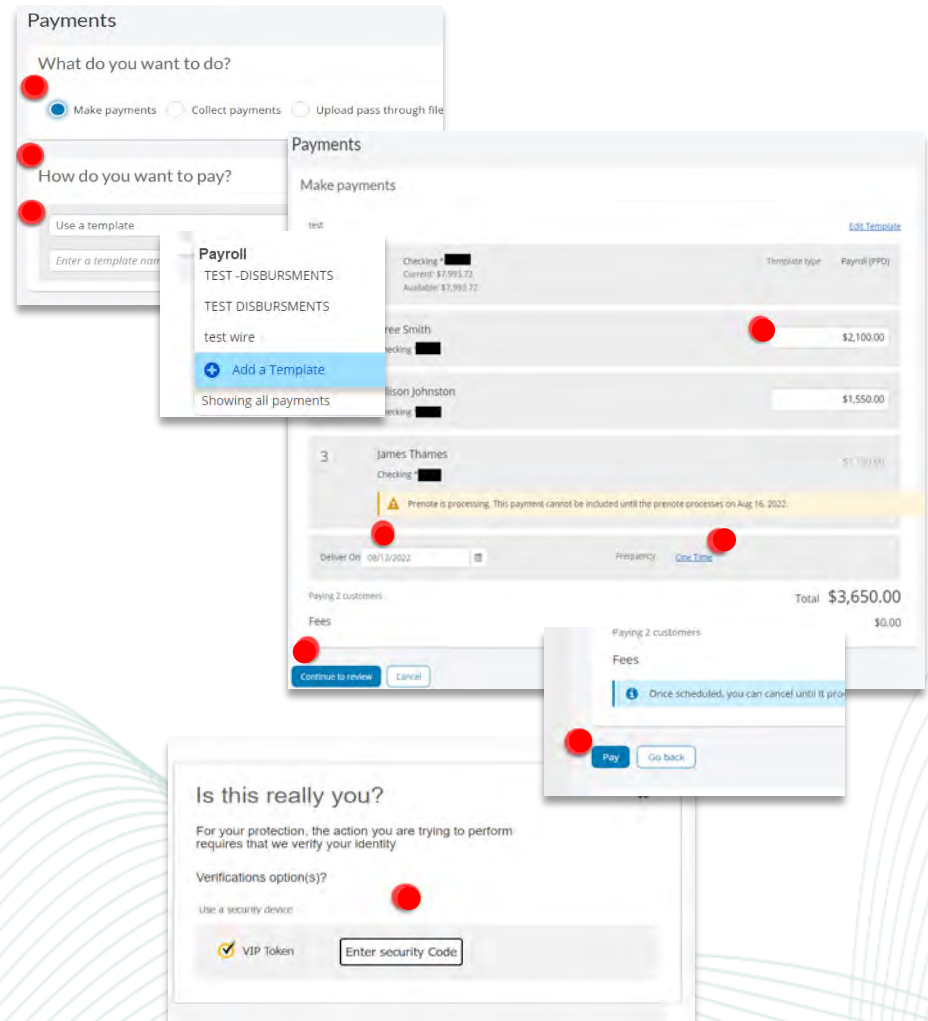 Payments
What do you want to do?
Make payments Collect payments Upload pass through file
How do you want to pay?
Use a template
Enter a template nam
Payroll
TEST -DISBURSMENTS
TEST DISBURSMENTS
test wire
Add a Template
Showing all payments
Payments
Make payments
test Edit Template
Checking * Template type Payroll (PPD)
Current: $7,993.72
Available: $7,993.72
ree Smith $2,100.00
hecking *
llison Johnston $1,550.00
hecking *
3 James Thames
Checking *
Prenote is processing. This payment cannot be included until the prenote processes on Aug 16, 2022.
Deliver On 08/12/2022 Frequency One Time
Paying 2 customers Total $3,650.00
Fees $0.00
Continue to review Cancel
Paying 2 customers
Fees
Once scheduled, you can cancel until it pro
Pay Go back
Is this really you?
For your protection, the action you are trying to perform
requires that we verify your identity
Verifications option(s)?
Use a security device
VIP Token Enter security Code